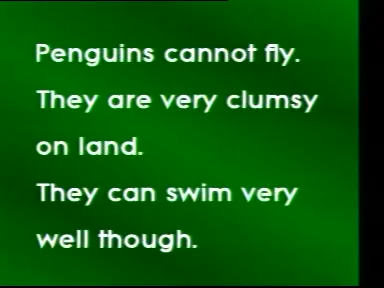 Penguins cannot fly.
They are very clumsy
on land.
They can swim very
well though.